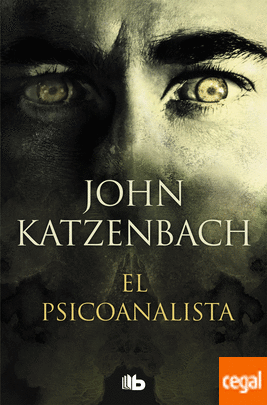 JOHN
KATZENBACH
EL
PSICOANALISTA
b
cegal